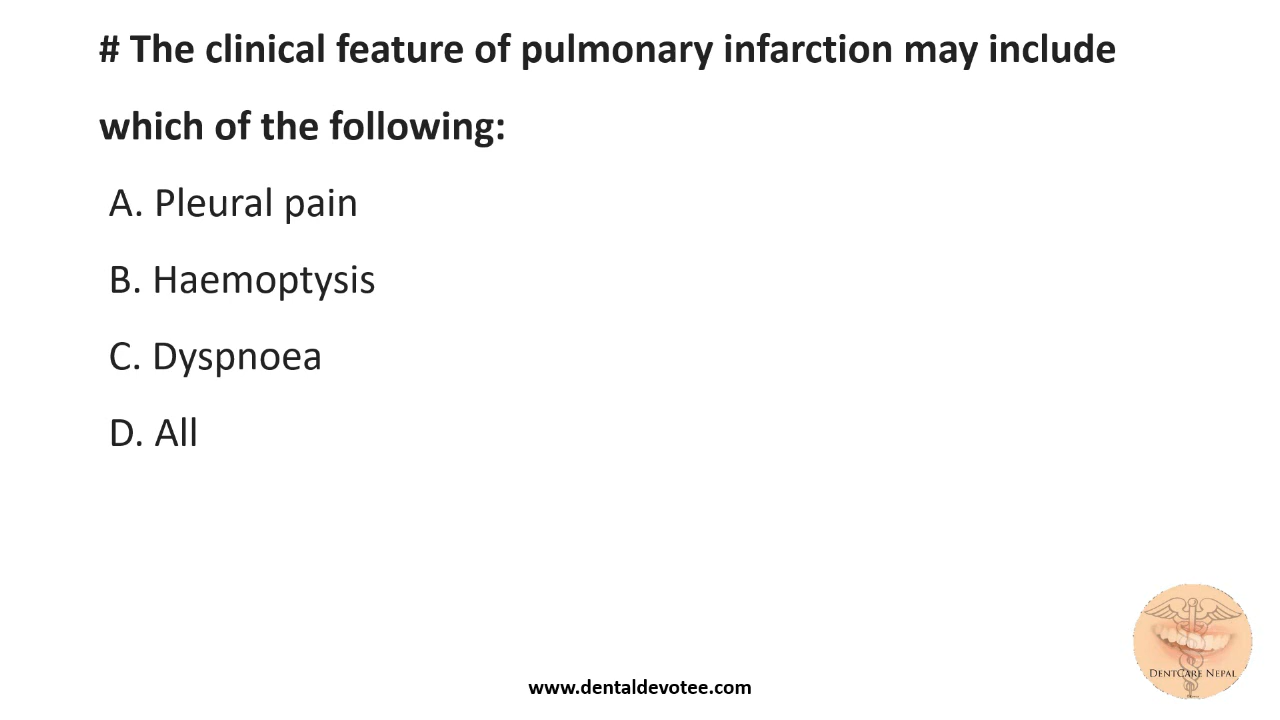 # The clinical feature of pulmonary infarction may include
which of the following:
A. Pleural pain
B. Haemoptysis
C. Dyspnoea
D. All
DENTCARE NEPAL
www.dentaldevotee.com